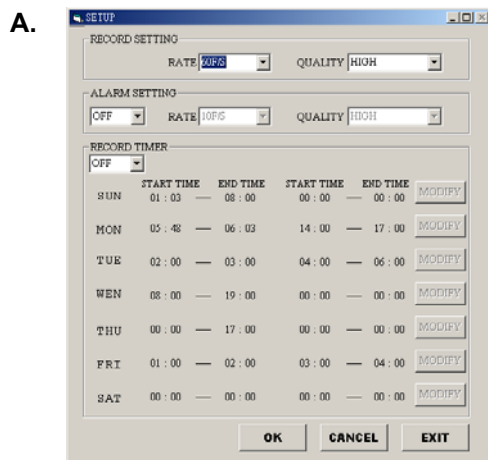 A.
SETUP
RECORD SETTING
RATE 60F/S QUALITY HIGH
ALARM SETTING
OFF RATE 10F/S QUALITY HIGH
RECORD TIMER
OFF
START TIME END TIME START TIME END TIME
SUN 01 : 03 — 08 : 00 00 : 00 — 00 : 00 MODIFY
MON 05 : 48 — 06 : 03 14 : 00 — 17 : 00 MODIFY
TUE 02 : 00 — 03 : 00 04 : 00 — 06 : 00 MODIFY
WEN 08 : 00 — 19 : 00 00 : 00 — 00 : 00 MODIFY
THU 00 : 00 — 17 : 00 00 : 00 — 00 : 00 MODIFY
FRI 01 : 00 — 02 : 00 03 : 00 — 04 : 00 MODIFY
SAT 00 : 00 — 00 : 00 00 : 00 — 00 : 00 MODIFY
OK CANCEL EXIT